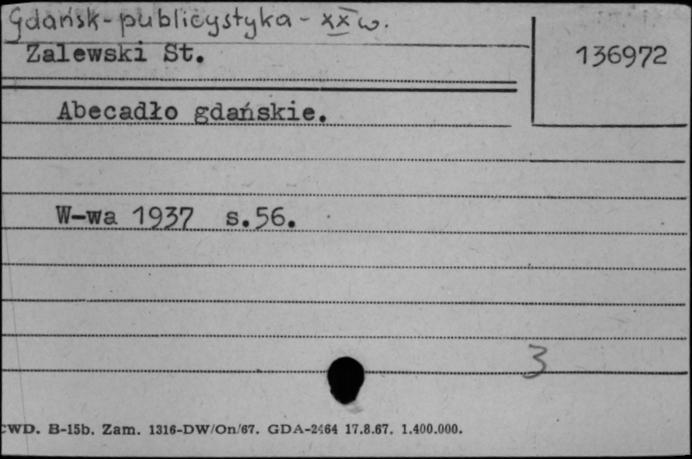 Gdańsk - publicystyka - XX w.
Zalewski St.
136972
Abecadło gdańskie.
W-wa 1937 s.56.
3
CWD. B-15b. Zam. 1316-DW/On/67. GDA-2464 17.8.67. 1.400.000.